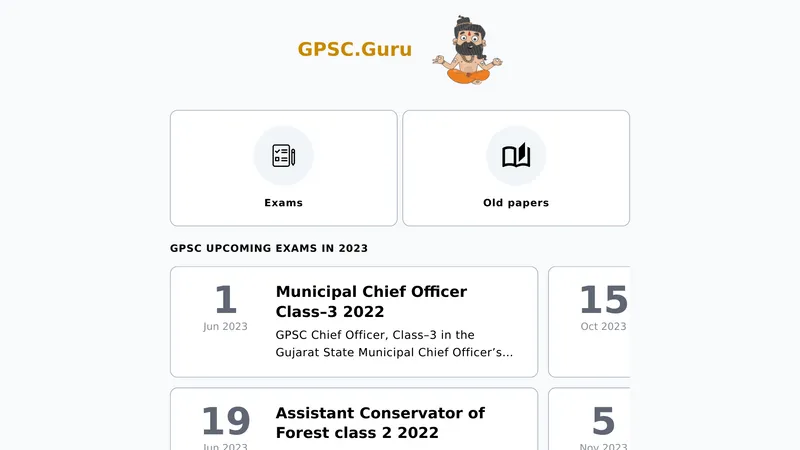 GPSC.Guru
Exams
Old papers
GPSC UPCOMING EXAMS IN 2023
1
Jun 2023
Municipal Chief Officer
Class–3 2022
GPSC Chief Officer, Class–3 in the
Gujarat State Municipal Chief Officer’s...
15
Oct 2023
19
Jun 2023
Assistant Conservator of
Forest class 2 2022
5
Nov 2023